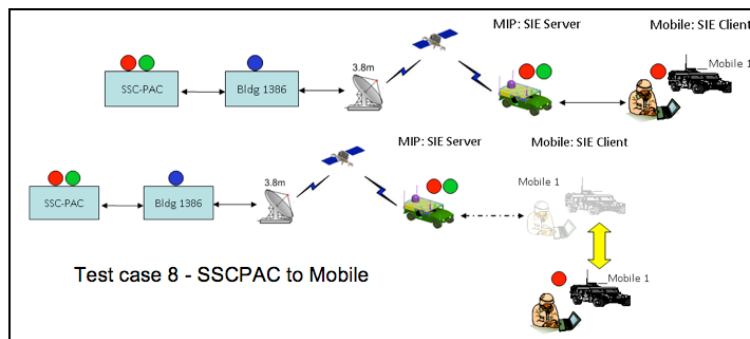 MIP: SIE Server
Mobile: SIE Client
Mobile 1
3.8m
SSC-PAC
Bldg 1386
MIP: SIE Server
Mobile: SIE Client
3.8m
Mobile 1
SSC-PAC
Bldg 1386
Test case 8 - SSCPAC to Mobile
Mobile 1